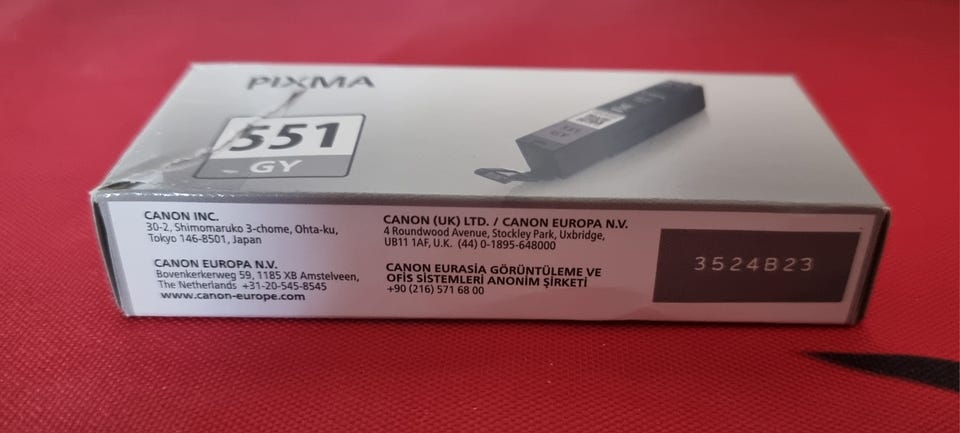 PIXMA
551
GY
551
GY
CANON INC.
30-2, Shimomaruko 3-chome, Ohta-ku,
Tokyo 146-8501, Japan
CANON EUROPA N.V.
Bovenkerkerweg 59, 1185 XB Amstelveen,
The Netherlands +31-20-545-8545
www.canon-europe.com
CANON (UK) LTD. / CANON EUROPA N.V.
4 Roundwood Avenue, Stockley Park, Uxbridge,
UB11 1AF, U.K. (44) 0-1895-648000
CANON EURASİA GÖRÜNTÜLEME VE
OFİS SİSTEMLERİ ANONİM ŞİRKETİ
+90 (216) 571 68 00
3524B23